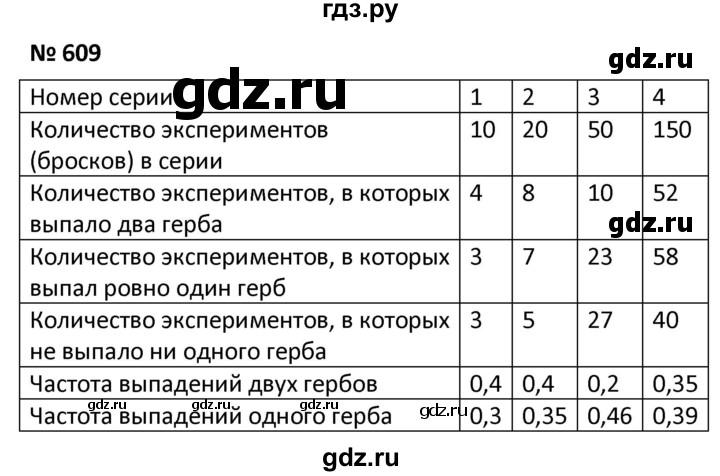 гдз.ру
№ 609
gdz.ru
gdz.ru
Номер серии 1 2 3 4
Количество экспериментов 10 20 50 150
(бросков) в серии
Количество экспериментов, в которых 4 8 10 52
выпало два герба
gdz.ru
Количество экспериментов, в которых 3 7 23 58
выпал ровно один герб
Количество экспериментов, в которых 3 5 27 40
не выпало ни одного герба
Частота выпадений двух гербов 0,4 0,4 0,2 0,35
gdz.ru gdz.ru gdz.ru gdz.ru
Частота выпадений одного герба 0,3 0,35 0,46 0,39
gdz.ru